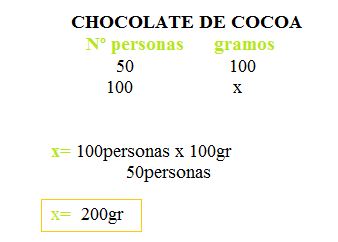 CHOCOLATE DE COCOA
Nº personas gramos
50 100
100 x
x= 100personas x 100gr
50personas
x= 200gr